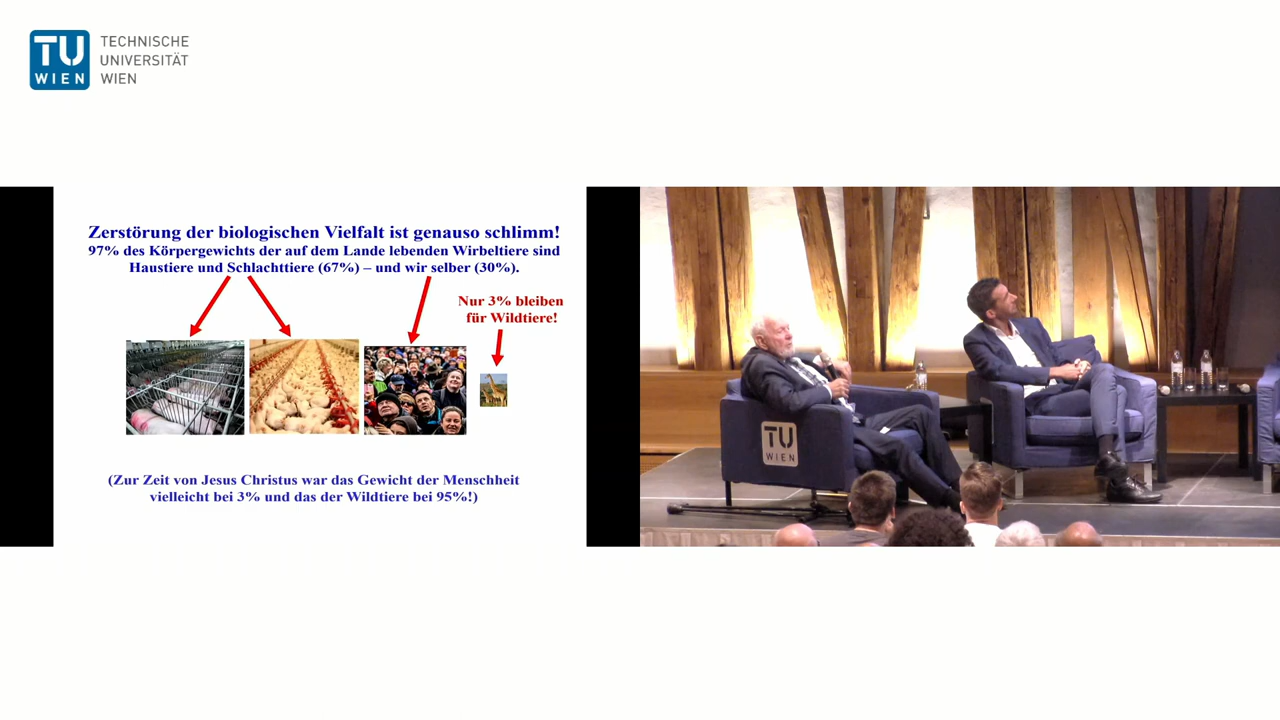 TU
WIEN
TECHNISCHE
UNIVERSITÄT
WIEN
Zerstörung der biologischen Vielfalt ist genauso schlimm!
97% des Körpergewichts der auf dem Lande lebenden Wirbeltiere sind
Haustiere und Schlachttiere (67%) – und wir selber (30%).
Nur 3% bleiben
für Wildtiere!
(Zur Zeit von Jesus Christus war das Gewicht der Menschheit
vielleicht bei 3% und das der Wildtiere bei 95%!)
TU
WIEN